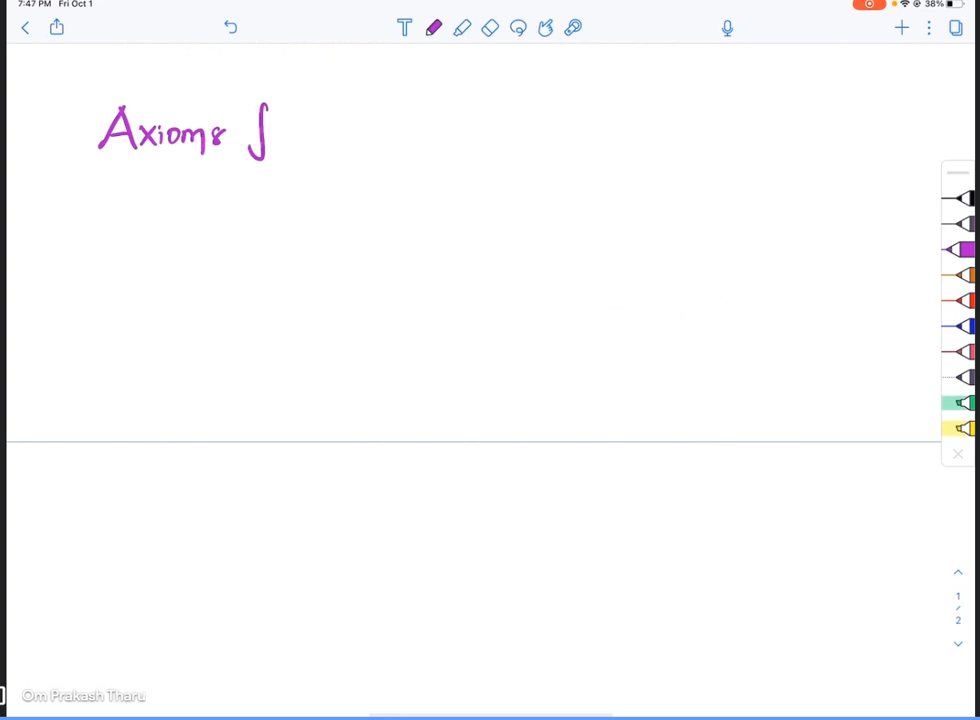 7:47 PM Fri Oct 1
38%
T
Axioms ∫
1
2
Om Prakash Tharu